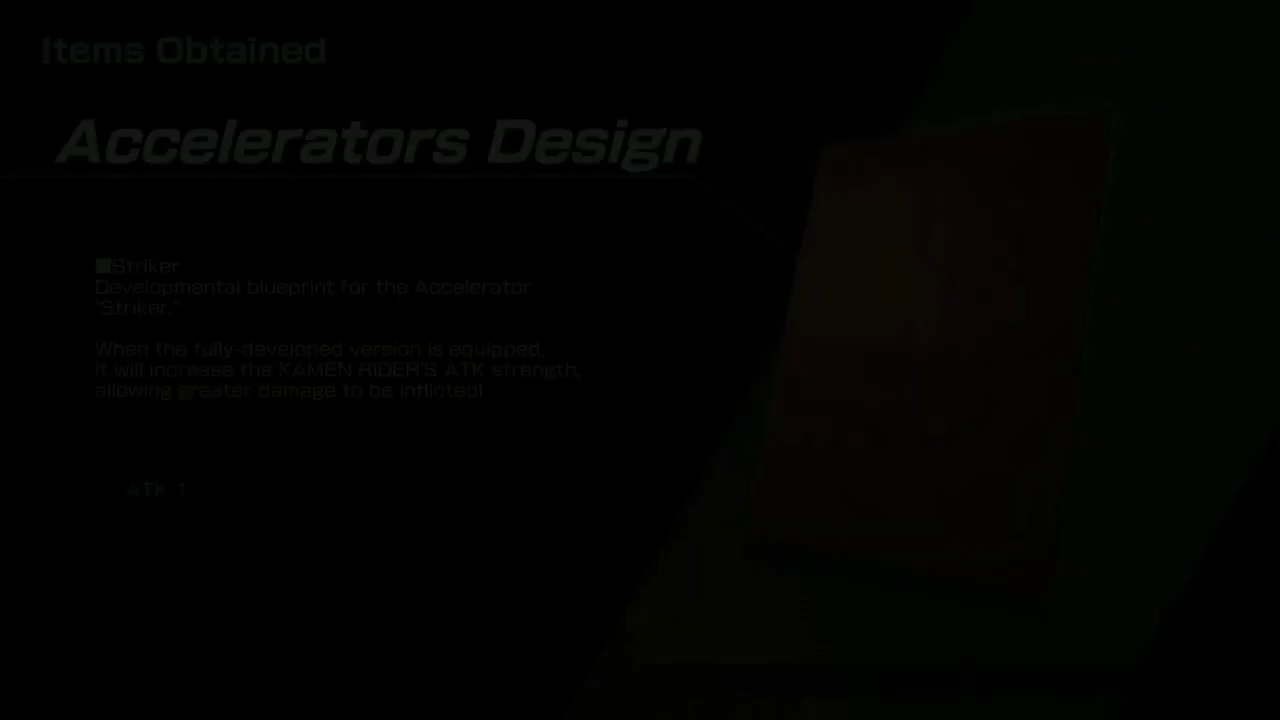 Items Obtained
Accelerators Design
■Striker
Developmental blueprint for the Accelerator
"Striker."
When the fully-developed version is equipped,
it will increase the KAMEN RIDER'S ATK strength,
allowing greater damage to be inflicted!
ATK ↑